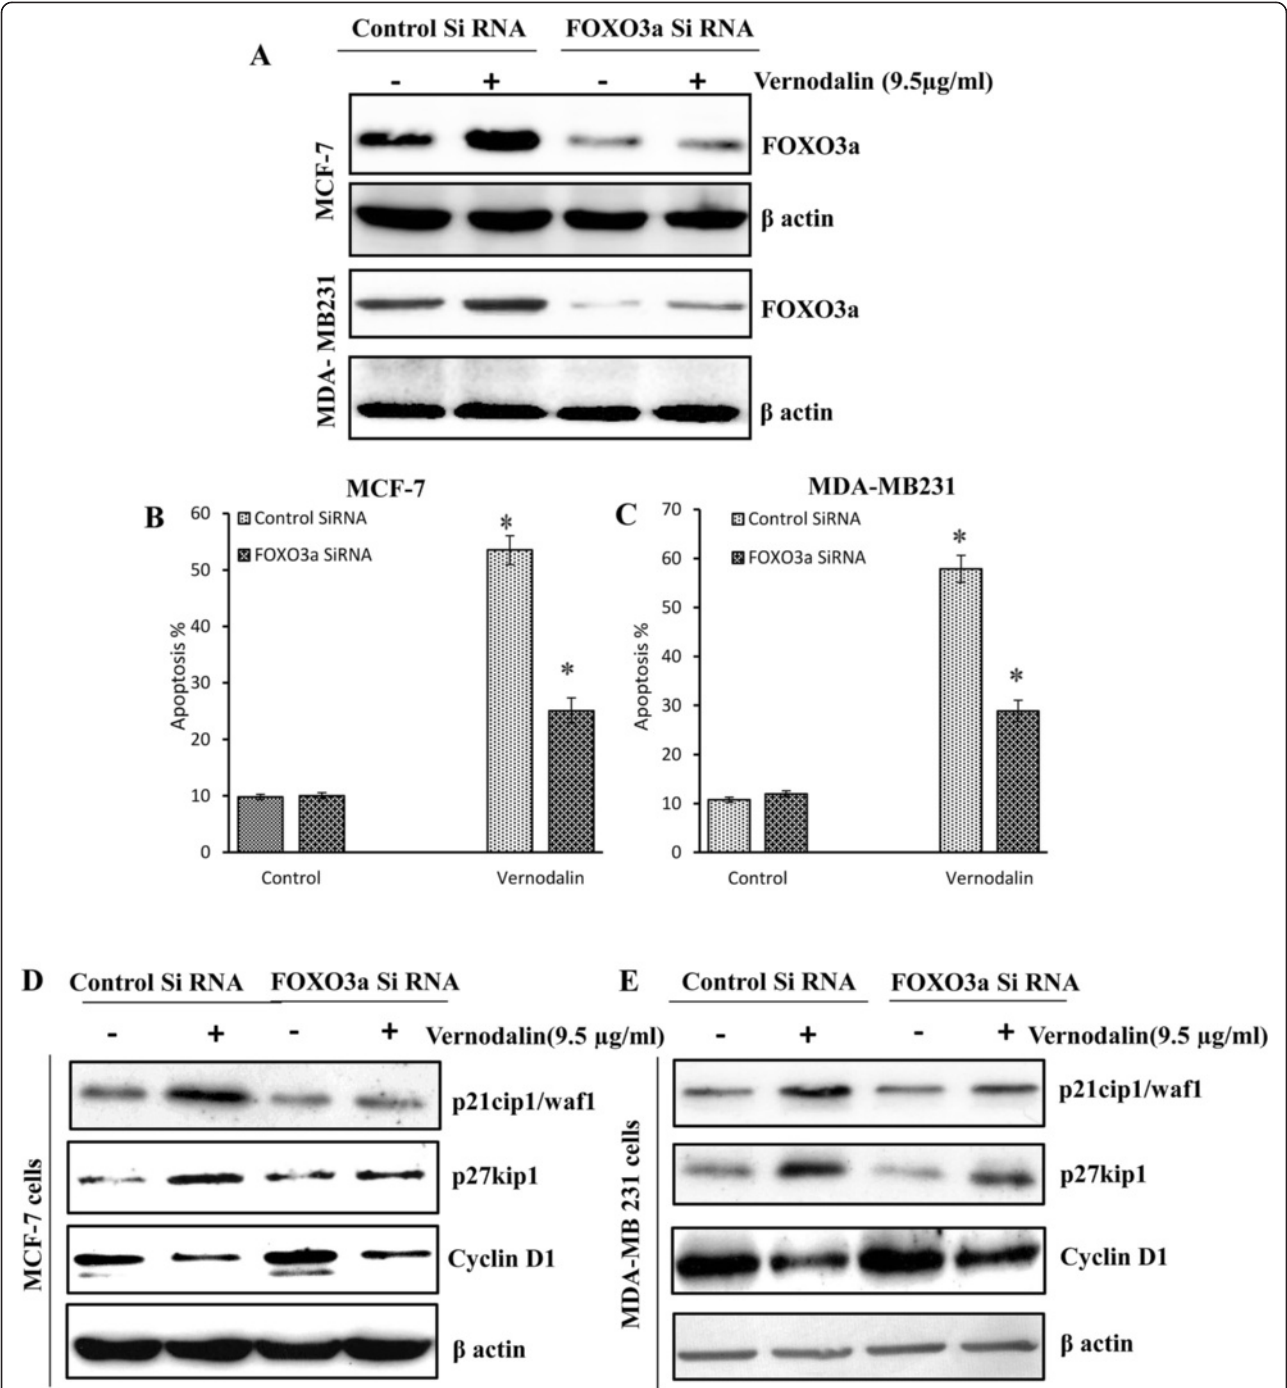 Control Si RNA FOXO3a Si RNA
A
- + - + Vernodalin (9.5µg/ml)
MCF-7
FOXO3a
β actin
MDA- MB231
FOXO3a
β actin
B
MCF-7
60
50
40
30
20
10
0
Apoptosis %
Control SiRNA
FOXO3a SiRNA
*
*
Control Vernodalin
C
MDA-MB231
70
60
50
40
30
20
10
0
Apoptosis %
Control SiRNA
FOXO3a SiRNA
*
*
Control Vernodalin
D
Control Si RNA FOXO3a Si RNA
- + - + Vernodalin(9.5 µg/ml)
MCF-7 cells
p21cip1/waf1
p27kip1
Cyclin D1
β actin
E
Control Si RNA FOXO3a Si RNA
- + - + Vernodalin(9.5 µg/ml)
MDA-MB 231 cells
p21cip1/waf1
p27kip1
Cyclin D1
β actin